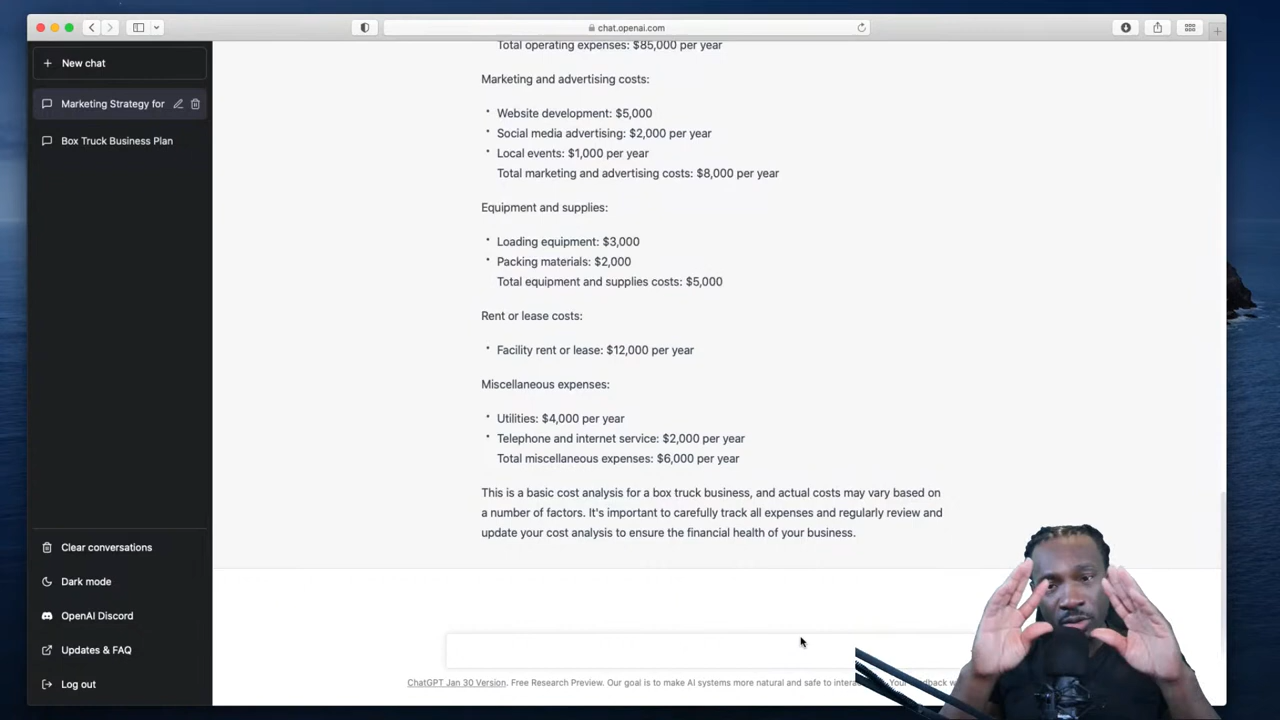 chat.openai.com
New chat
Marketing Strategy for
Box Truck Business Plan
Total operating expenses: $85,000 per year
Marketing and advertising costs:
Website development: $5,000
Social media advertising: $2,000 per year
Local events: $1,000 per year
Total marketing and advertising costs: $8,000 per year
Equipment and supplies:
Loading equipment: $3,000
Packing materials: $2,000
Total equipment and supplies costs: $5,000
Rent or lease costs:
Facility rent or lease: $12,000 per year
Miscellaneous expenses:
Utilities: $4,000 per year
Telephone and internet service: $2,000 per year
Total miscellaneous expenses: $6,000 per year
This is a basic cost analysis for a box truck business, and actual costs may vary based on
a number of factors. It's important to carefully track all expenses and regularly review and
update your cost analysis to ensure the financial health of your business.
Clear conversations
Dark mode
OpenAI Discord
Updates & FAQ
Log out
ChatGPT Jan 30 Version. Free Research Preview. Our goal is to make AI systems more natural and safe to